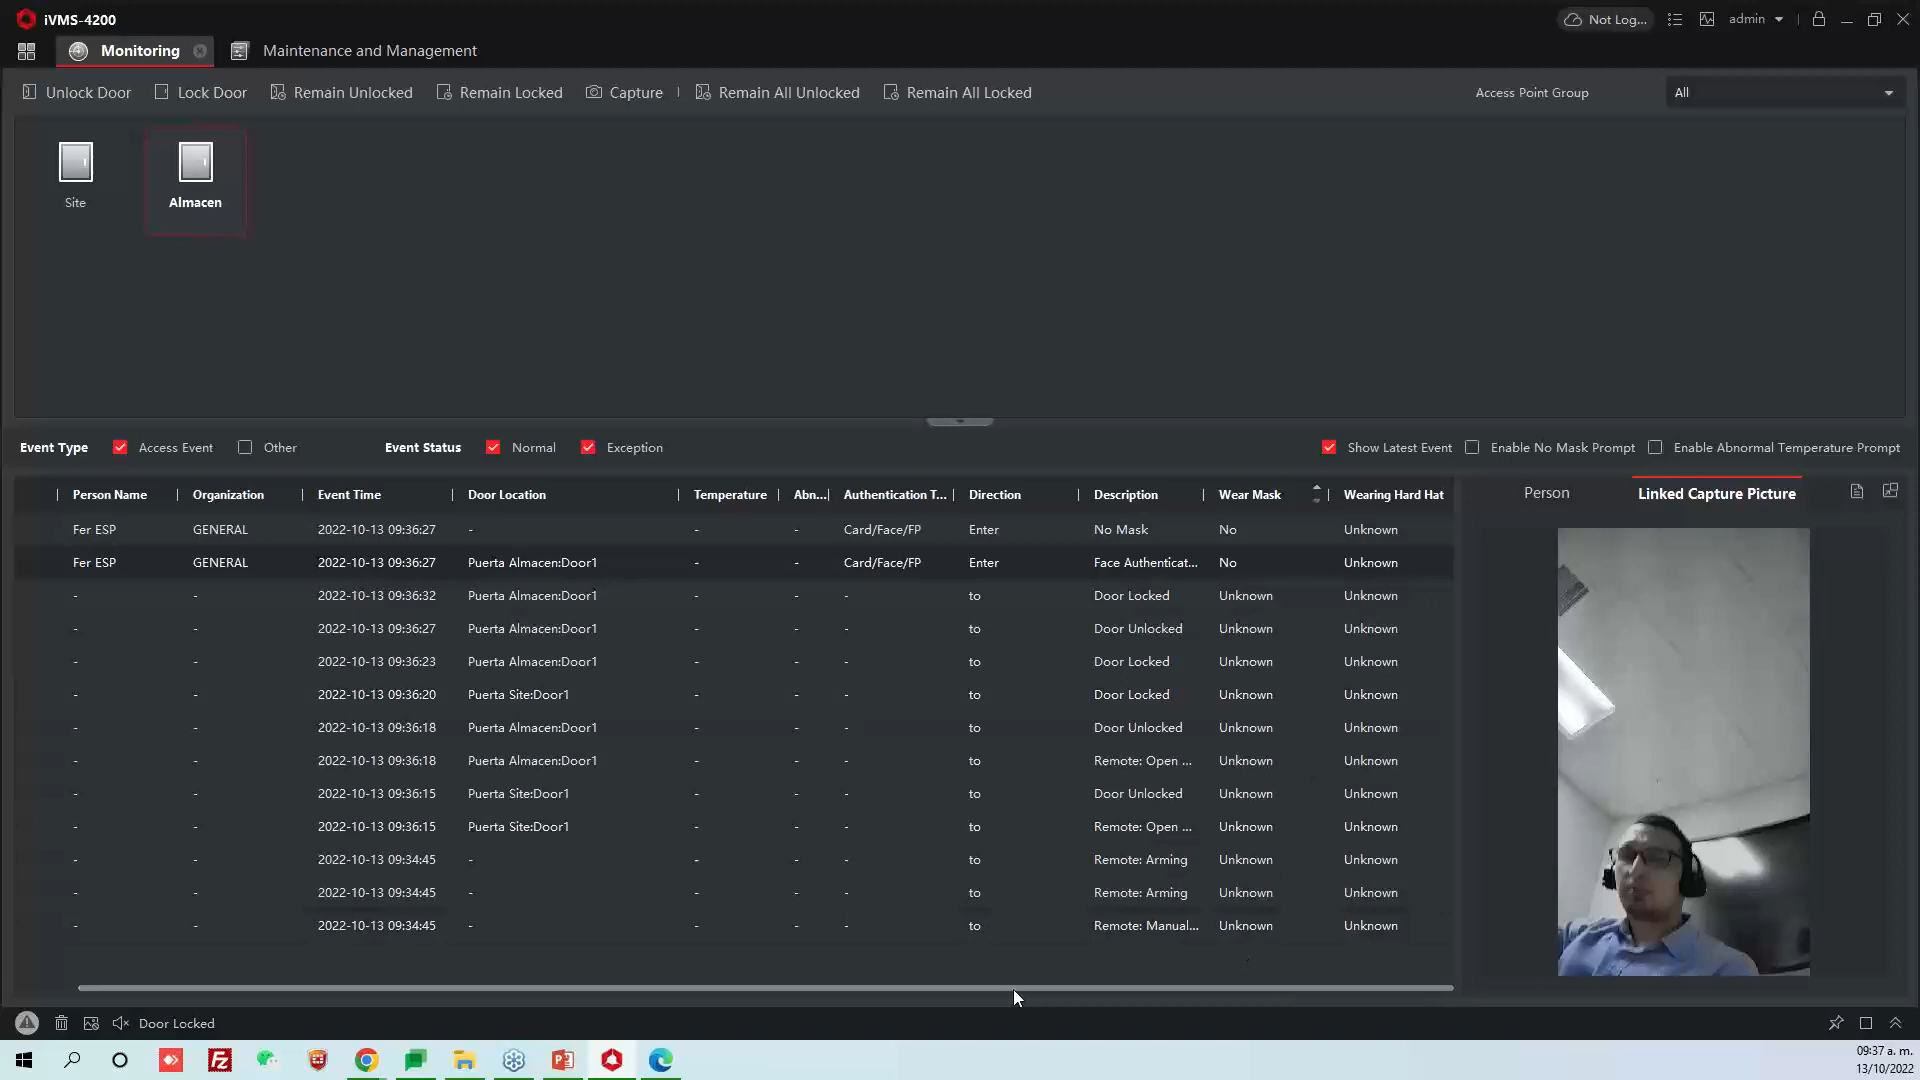 iVMS-4200
Not Log...
admin
Monitoring
Maintenance and Management
Unlock Door Lock Door Remain Unlocked Remain Locked Capture Remain All Unlocked Remain All Locked Access Point Group All
Site Almacen
Event Type Access Event Other Event Status Normal Exception Show Latest Event Enable No Mask Prompt Enable Abnormal Temperature Prompt
Person Name Organization Event Time Door Location Temperature Abn... Authentication T... Direction Description Wear Mask Wearing Hard Hat
Person Linked Capture Picture
Fer ESP GENERAL 2022-10-13 09:36:27 - - - Card/Face/FP Enter No Mask No Unknown
Fer ESP GENERAL 2022-10-13 09:36:27 Puerta Almacen:Door1 - - Card/Face/FP Enter Face Authenticat... No Unknown
- - 2022-10-13 09:36:32 Puerta Almacen:Door1 - - - to Door Locked Unknown Unknown
- - 2022-10-13 09:36:27 Puerta Almacen:Door1 - - - to Door Unlocked Unknown Unknown
- - 2022-10-13 09:36:23 Puerta Almacen:Door1 - - - to Door Locked Unknown Unknown
- - 2022-10-13 09:36:20 Puerta Site:Door1 - - - to Door Locked Unknown Unknown
- - 2022-10-13 09:36:18 Puerta Almacen:Door1 - - - to Door Unlocked Unknown Unknown
- - 2022-10-13 09:36:18 Puerta Almacen:Door1 - - - to Remote: Open ... Unknown Unknown
- - 2022-10-13 09:36:15 Puerta Site:Door1 - - - to Door Unlocked Unknown Unknown
- - 2022-10-13 09:36:15 Puerta Site:Door1 - - - to Remote: Open ... Unknown Unknown
- - 2022-10-13 09:34:45 - - - - to Remote: Arming Unknown Unknown
- - 2022-10-13 09:34:45 - - - - to Remote: Arming Unknown Unknown
- - 2022-10-13 09:34:45 - - - - to Remote: Manual... Unknown Unknown
Door Locked
09:37 a. m.
13/10/2022